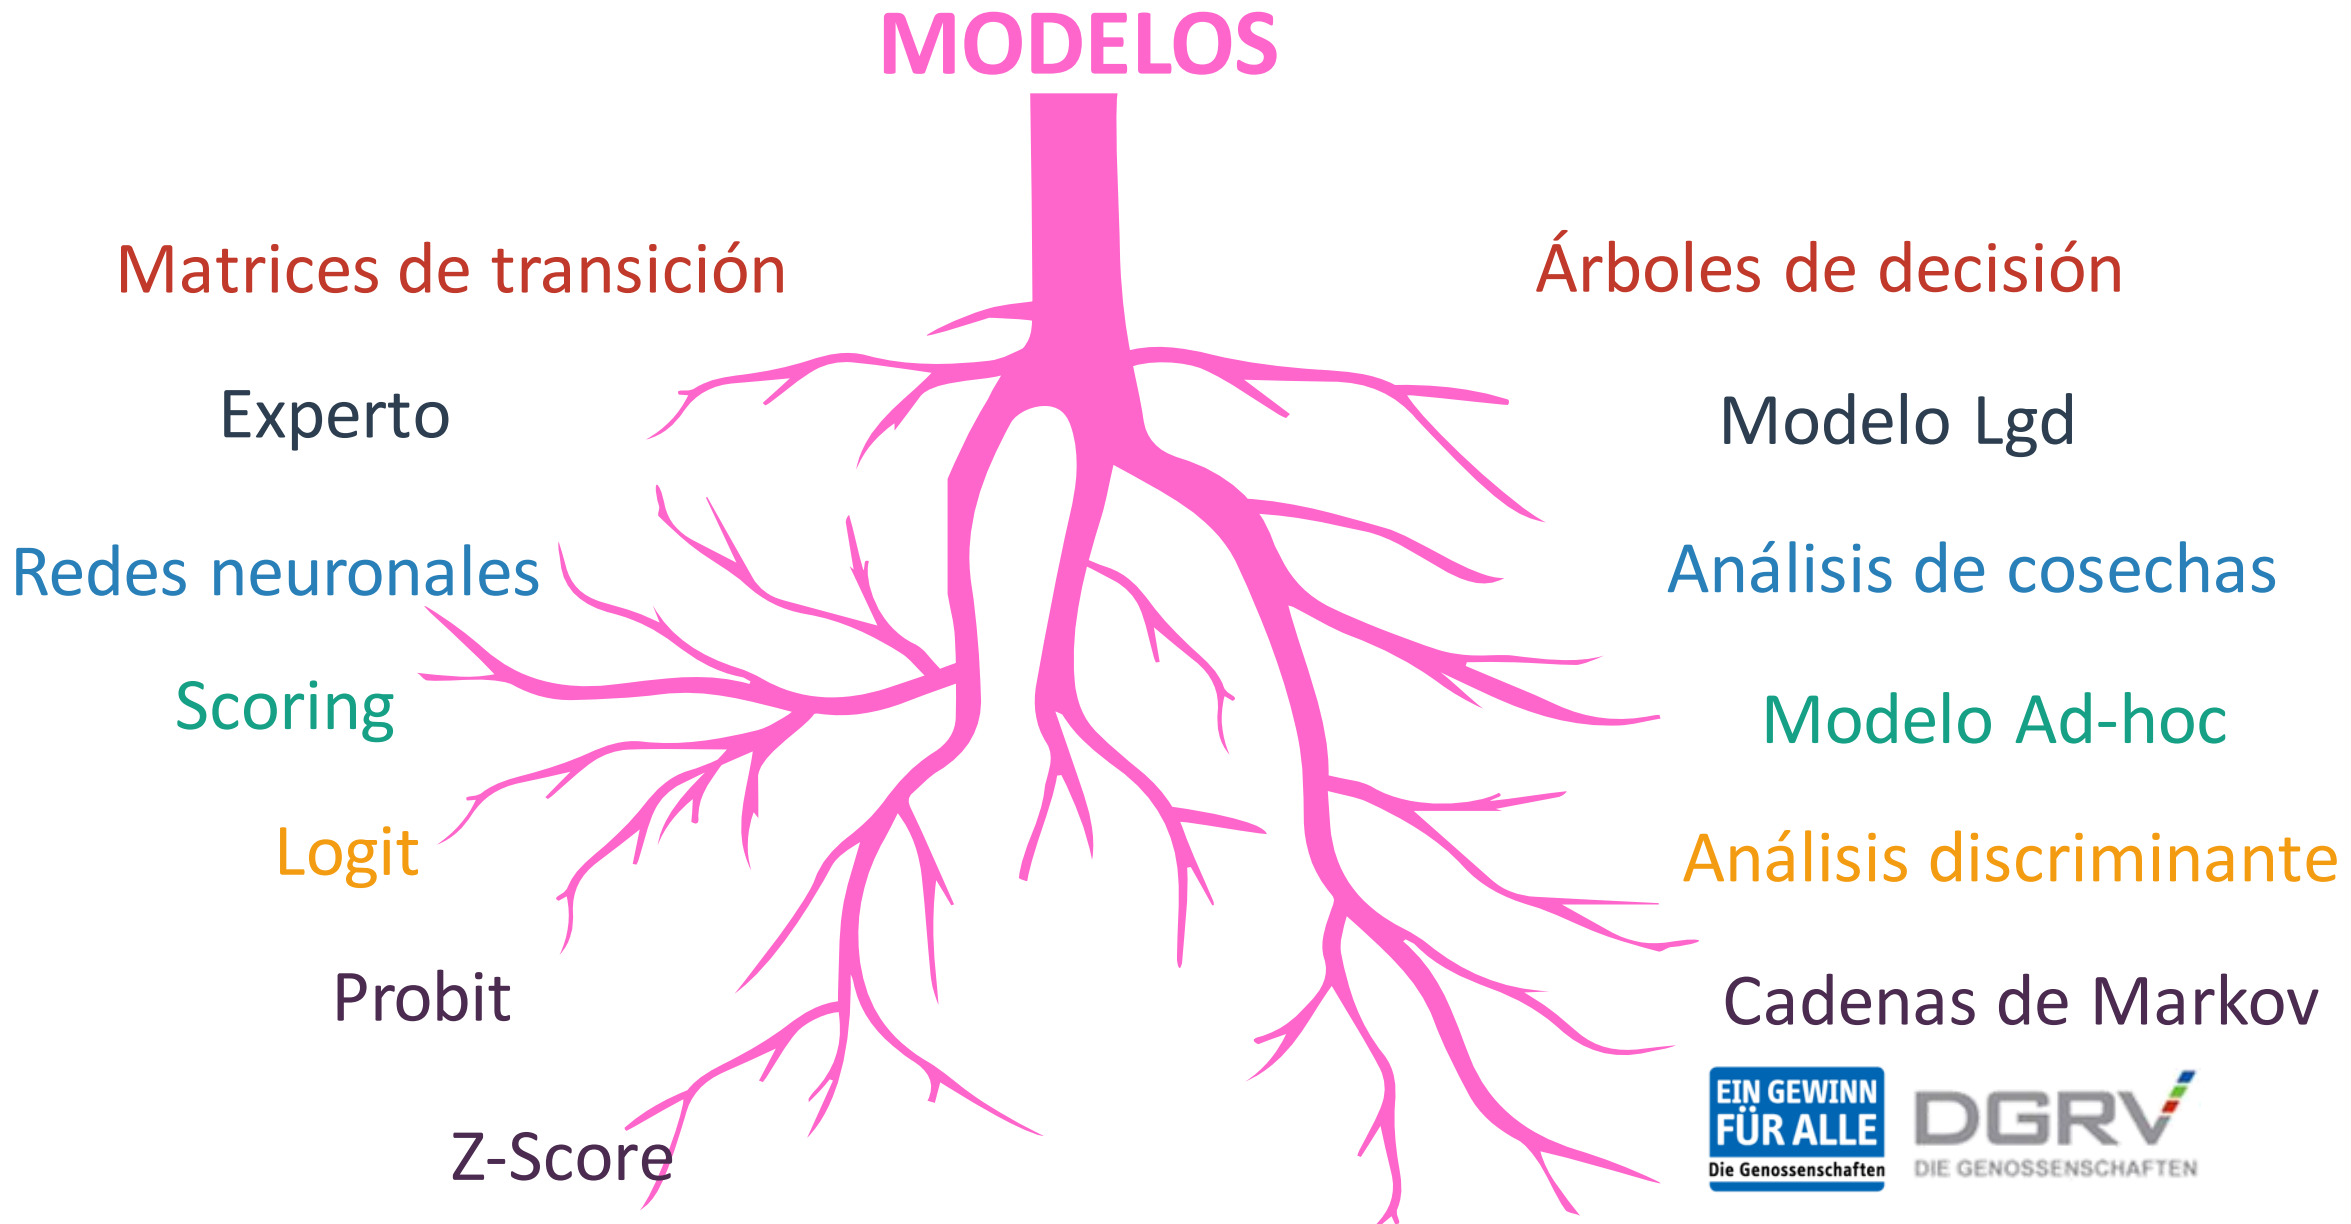 MODELOS
Matrices de transición
Árboles de decisión
Experto
Modelo Lgd
Redes neuronales
Análisis de cosechas
Scoring
Modelo Ad-hoc
Logit
Análisis discriminante
Probit
Cadenas de Markov
Z-Score
EIN GEWINN
FÜR ALLE
Die Genossenschaften
DGRV
DIE GENOSSENSCHAFTEN